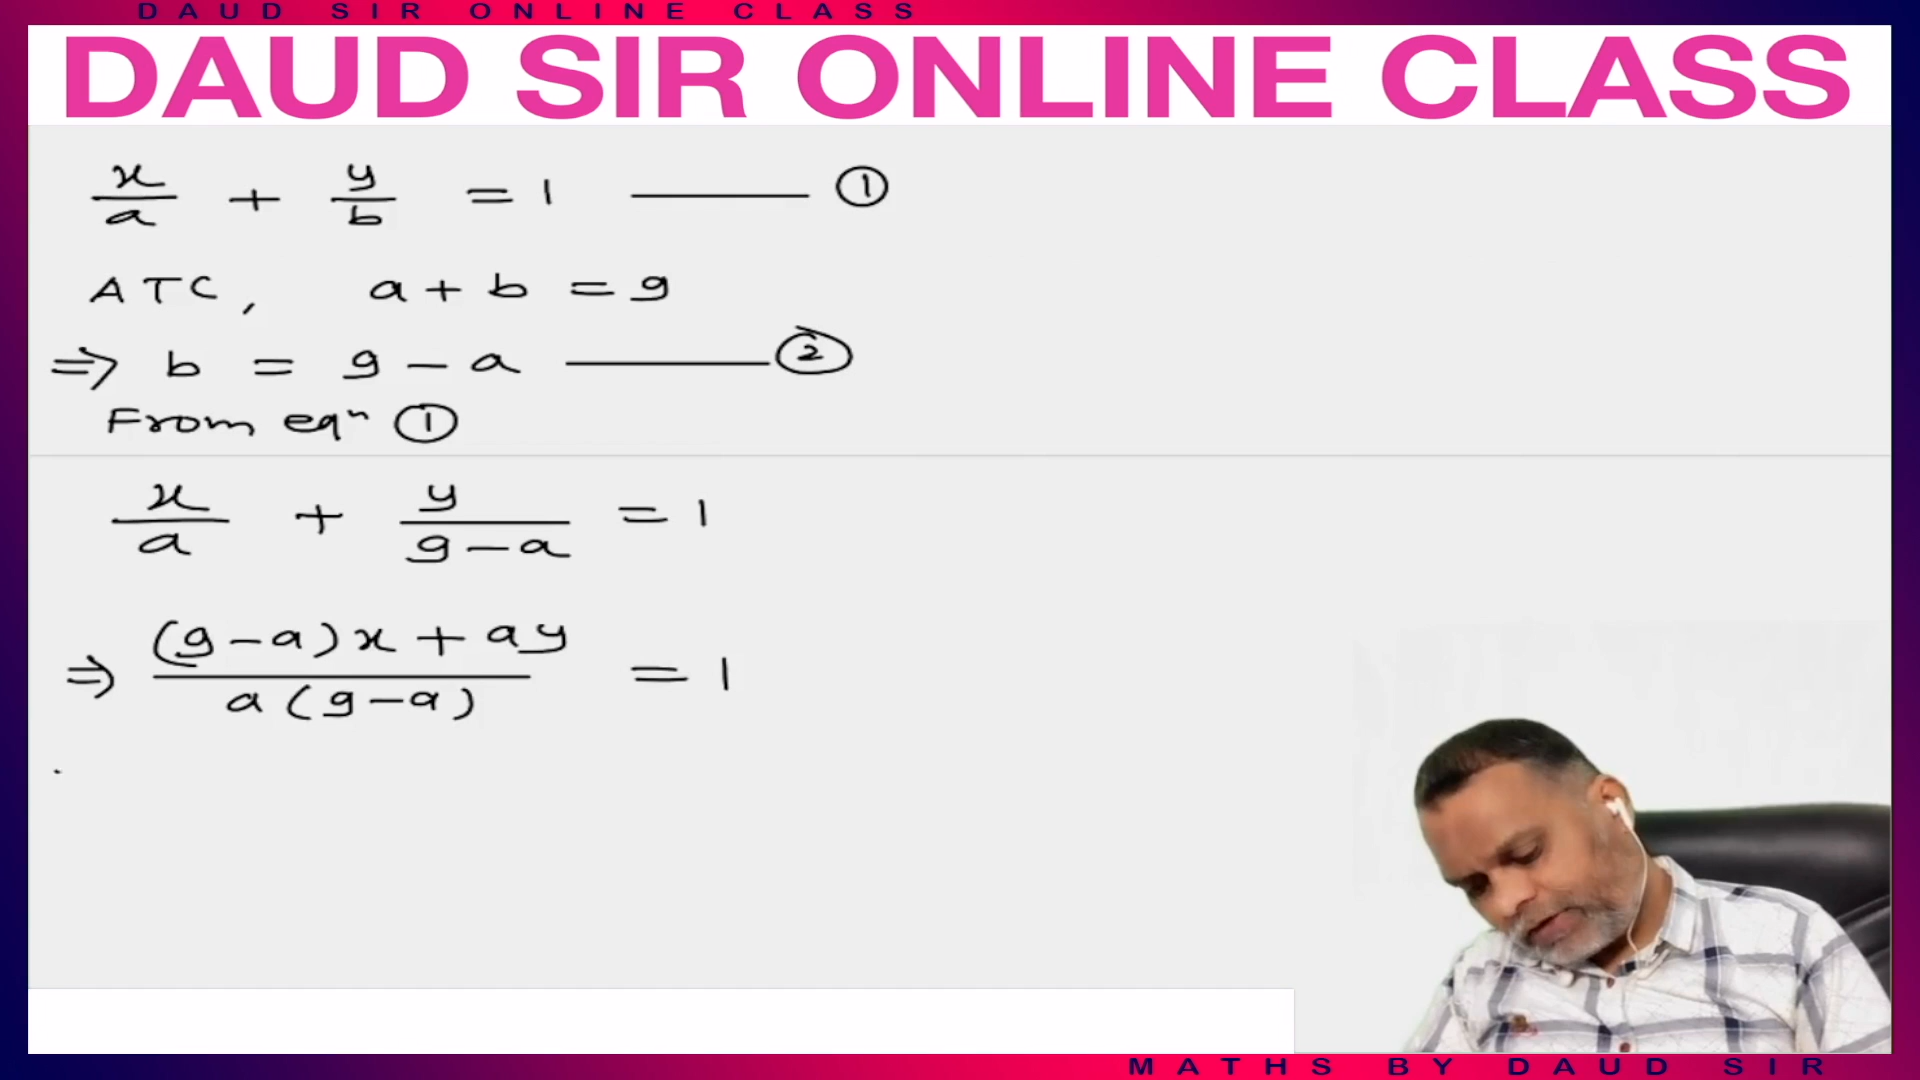 DAUD SIR ONLINE CLASS
DAUD SIR ONLINE CLASS
x/a + y/b = 1 ——— ①
ATC, a + b = 9
⇒ b = 9 − a ——— ②
From eqⁿ ①
x/a + y/(9−a) = 1
⇒ ((9−a)x + ay)/(a(9−a)) = 1
MATHS BY DAUD SIR